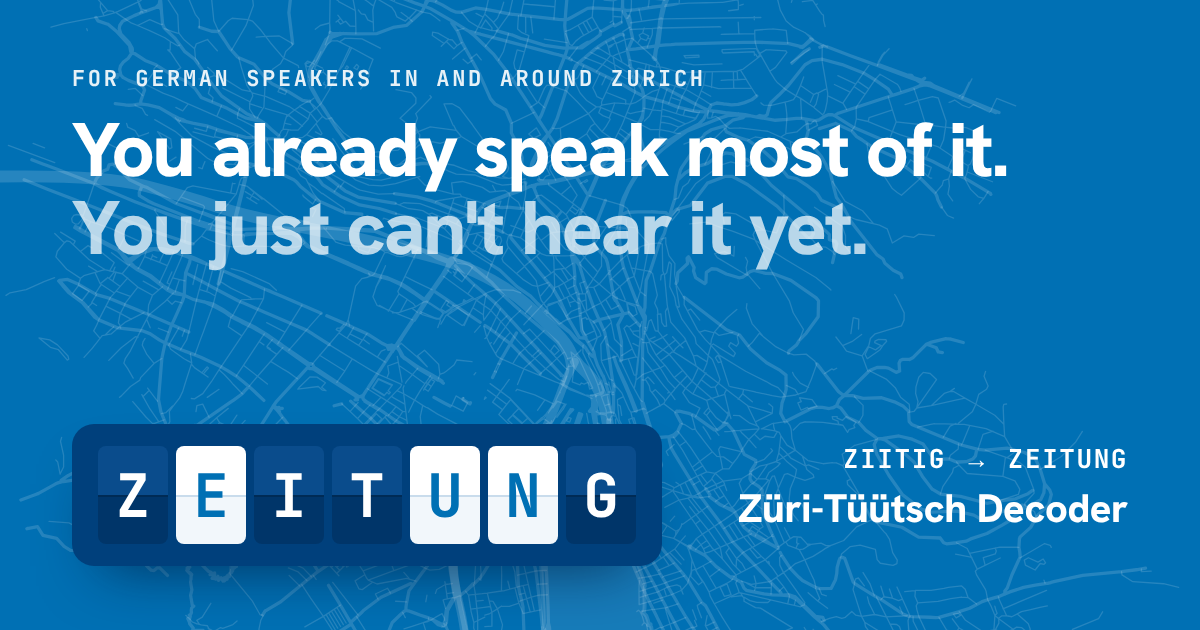 FOR GERMAN SPEAKERS IN AND AROUND ZURICH
You already speak most of it.
You just can't hear it yet.
ZEITUNG
ZIITIG → ZEITUNG
Züri-Tüütsch Decoder